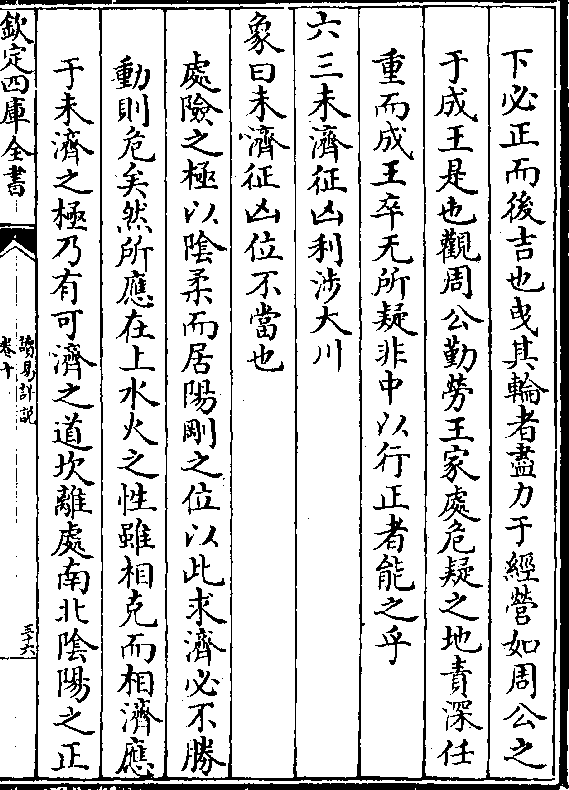 下必正而後吉也曵其輪者盡力于經營如周公之
于成王是也觀周公勤勞王家處危疑之地責深任
重而成王卒无所疑非中以行正者能之乎
六三未濟征凶利涉大川
象曰未濟征凶位不當也
處險之極以陰柔而居陽剛之位以此求濟必不勝
動則危矣然所應在上水火之性雖相克而相濟應
于未濟之極乃有可濟之道坎離處南北陰陽之正
欽定四庫全書
讀易詳說
卷十
三十六